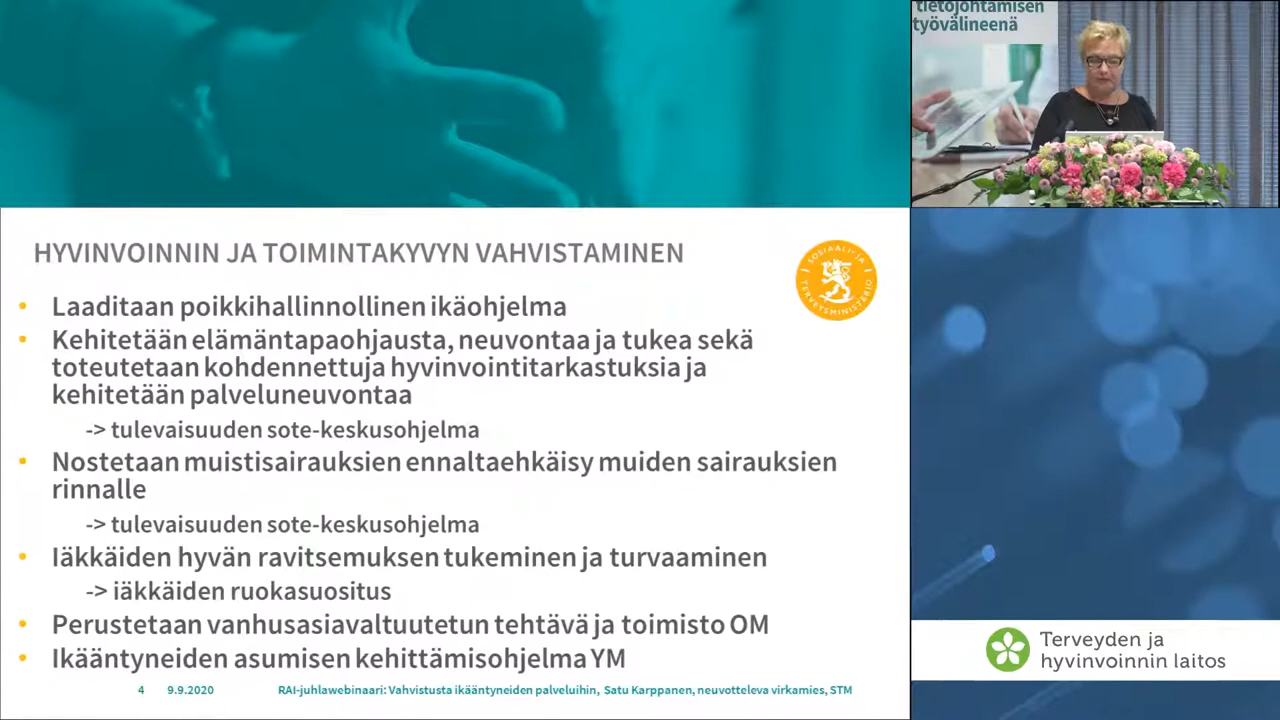 tietojohtamisen
työvälineenä
HYVINVOINNIN JA TOIMINTAKYVYN VAHVISTAMINEN
SOSIAALI- JA
TERVEYSMINISTERIÖ
• Laaditaan poikkihallinnollinen ikäohjelma
• Kehitetään elämäntapaohjausta, neuvontaa ja tukea sekä
toteutetaan kohdennettuja hyvinvointitarkastuksia ja
kehitetään palveluneuvontaa
-> tulevaisuuden sote-keskusohjelma
• Nostetaan muistisairauksien ennaltaehkäisy muiden sairauksien
rinnalle
-> tulevaisuuden sote-keskusohjelma
• Iäkkäiden hyvän ravitsemuksen tukeminen ja turvaaminen
-> iäkkäiden ruokasuositus
• Perustetaan vanhusasiavaltuutetun tehtävä ja toimisto OM
• Ikääntyneiden asumisen kehittämisohjelma YM
4 9.9.2020 RAI-juhlawebinaari: Vahvistusta ikääntyneiden palveluihin, Satu Karppanen, neuvotteleva virkamies, STM
Terveyden ja
hyvinvoinnin laitos